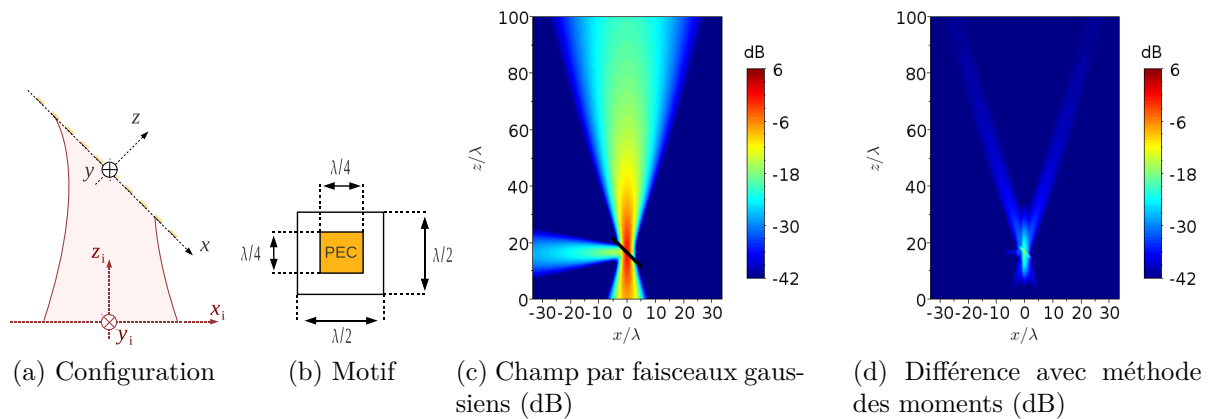 z
y
x
z_i
x_i
y_i
λ/4
λ/4
PEC
λ/2
λ/2
dB
6
-6
-18
-30
-42
100
80
60
40
20
0
z/λ
-30-20-10 0 10 20 30
x/λ
dB
6
-6
-18
-30
-42
100
80
60
40
20
0
z/λ
-30-20-10 0 10 20 30
x/λ
(a) Configuration
(b) Motif
(c) Champ par faisceaux gaus-
siens (dB)
(d) Différence avec méthode
des moments (dB)